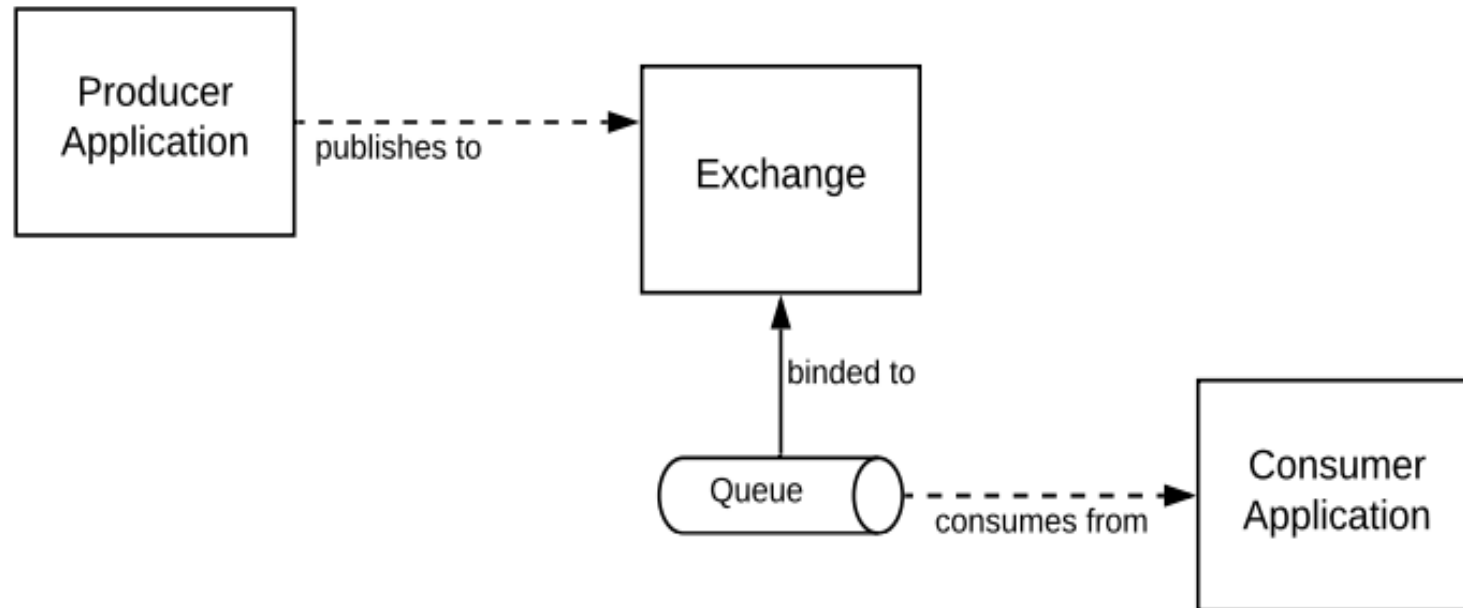 Producer
Application
publishes to
Exchange
binded to
Queue
consumes from
Consumer
Application